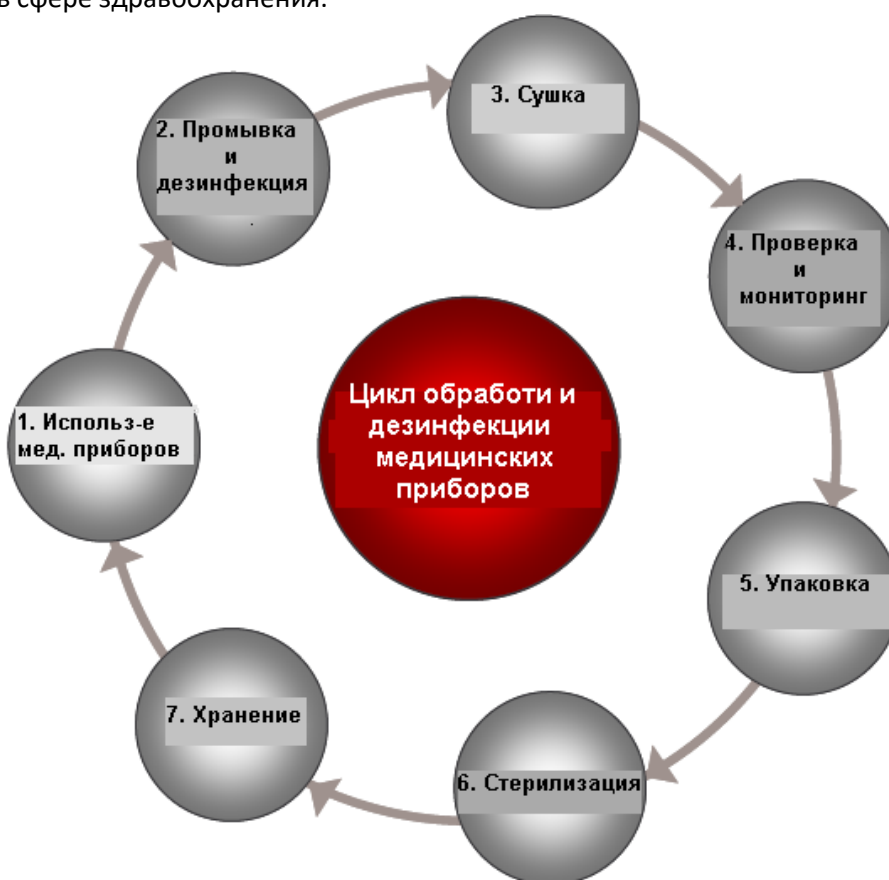 в сфере здравоохранения.
3. Сушка
2. Промывка
и
дезинфекция
4. Проверка
и
мониторинг
Цикл обработи и
дезинфекции
медицинских
приборов
1. Использ-е
мед. приборов
5. Упаковка
7. Хранение
6. Стерилизация